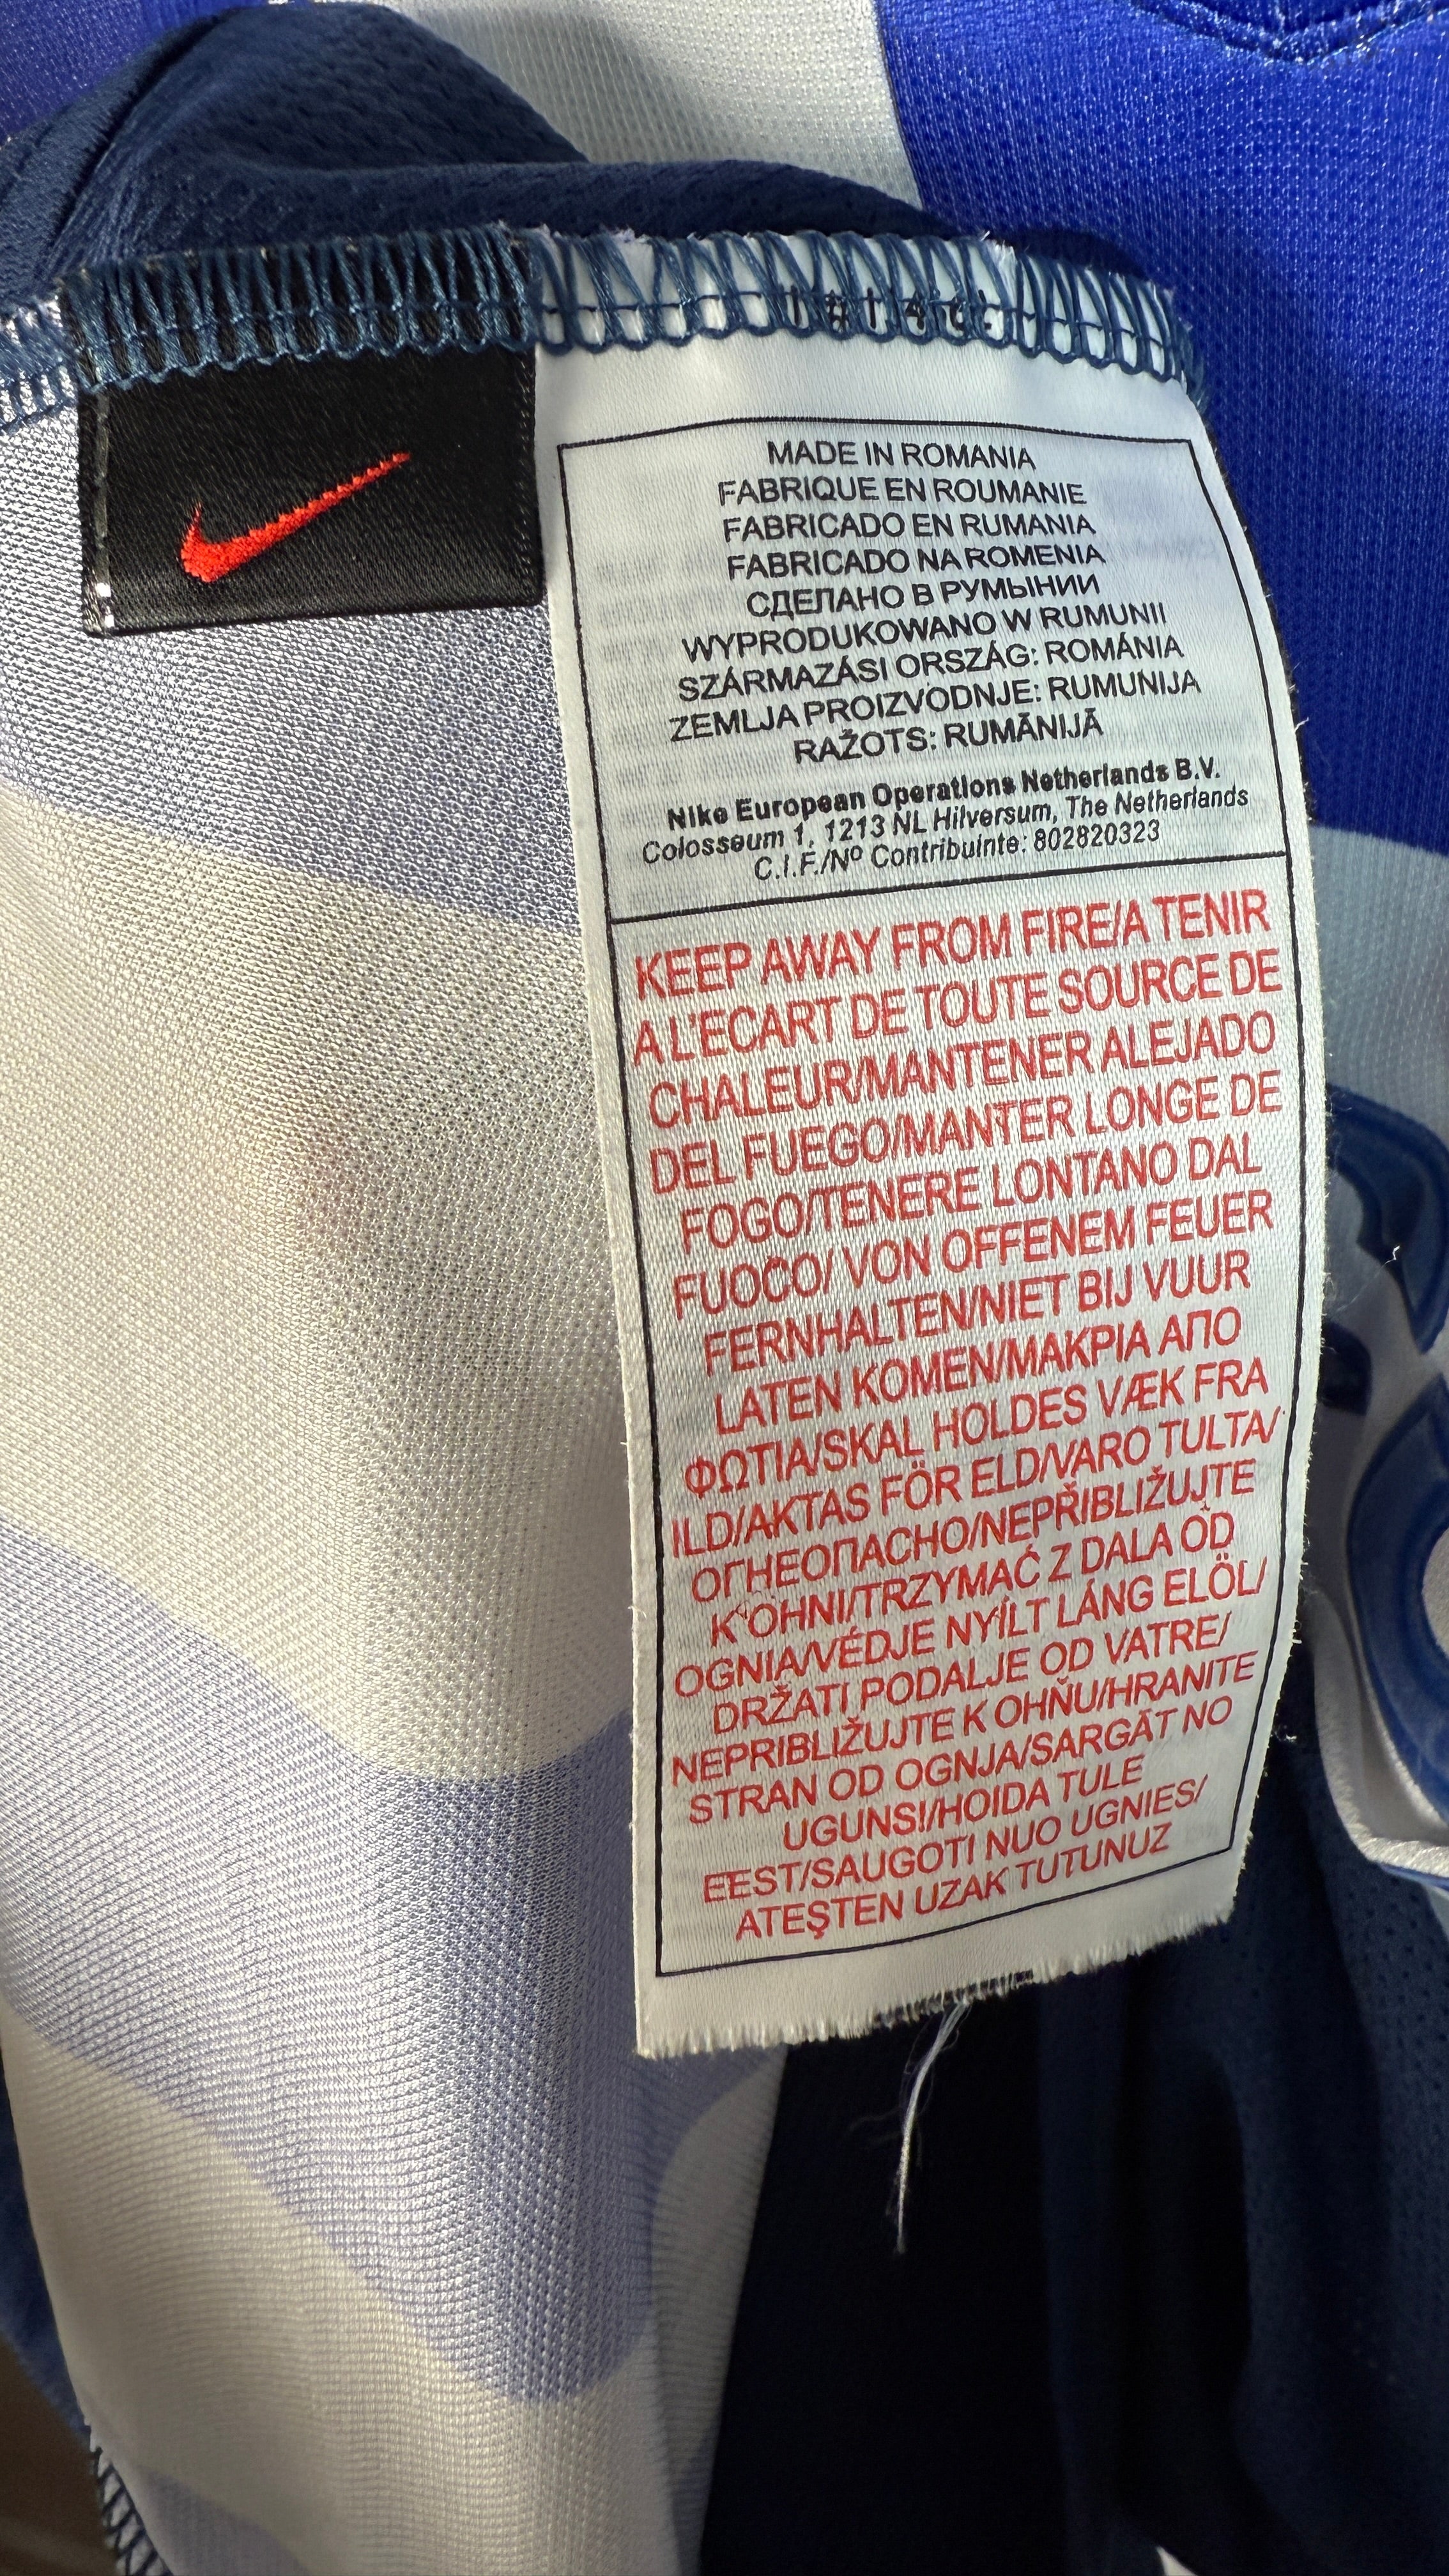 MADE IN ROMANIA
FABRIQUE EN ROUMANIE
FABRICADO EN RUMANIA
FABRICADO NA ROMENIA
СДЕЛАНО В РУМЫНИИ
WYPRODUKOWANO W RUMUNII
SZÁRMAZÁSI ORSZÁG: ROMÁNIA
ZEMLJA PROIZVODNJE: RUMUNIJA
RAŽOTS: RUMĀNIJĀ
Nike European Operations Netherlands B.V.
Colosseum 1, 1213 NL Hilversum, The Netherlands
C.I.F./Nº Contribuinte: 802820323
KEEP AWAY FROM FIRE/A TENIR
A L'ECART DE TOUTE SOURCE DE
CHALEUR/MANTENER ALEJADO
DEL FUEGO/MANTER LONGE DE
FOGO/TENERE LONTANO DAL
FUOCO/ VON OFFENEM FEUER
FERNHALTEN/NIET BIJ VUUR
LATEN KOMEN/ΜΑΚΡΙΑ ΑΠΟ
ΦΩΤΙΑ/SKAL HOLDES VÆK FRA
ILD/AKTAS FÖR ELD/VARO TULTA/
ОГНЕОПАСНО/NEPŘIBLIŽUJTE
K OHNI/TRZYMAĆ Z DALA OD
OGNIA/VÉDJE NYÍLT LÁNG ELÖL/
DRŽATI PODALJE OD VATRE/
NEPRIBLIŽUJTE K OHŇU/HRANITE
STRAN OD OGNJA/SARGĀT NO
UGUNS!/HOIDA TULE
EEST/SAUGOTI NUO UGNIES/
ATEŞTEN UZAK TUTUNUZ